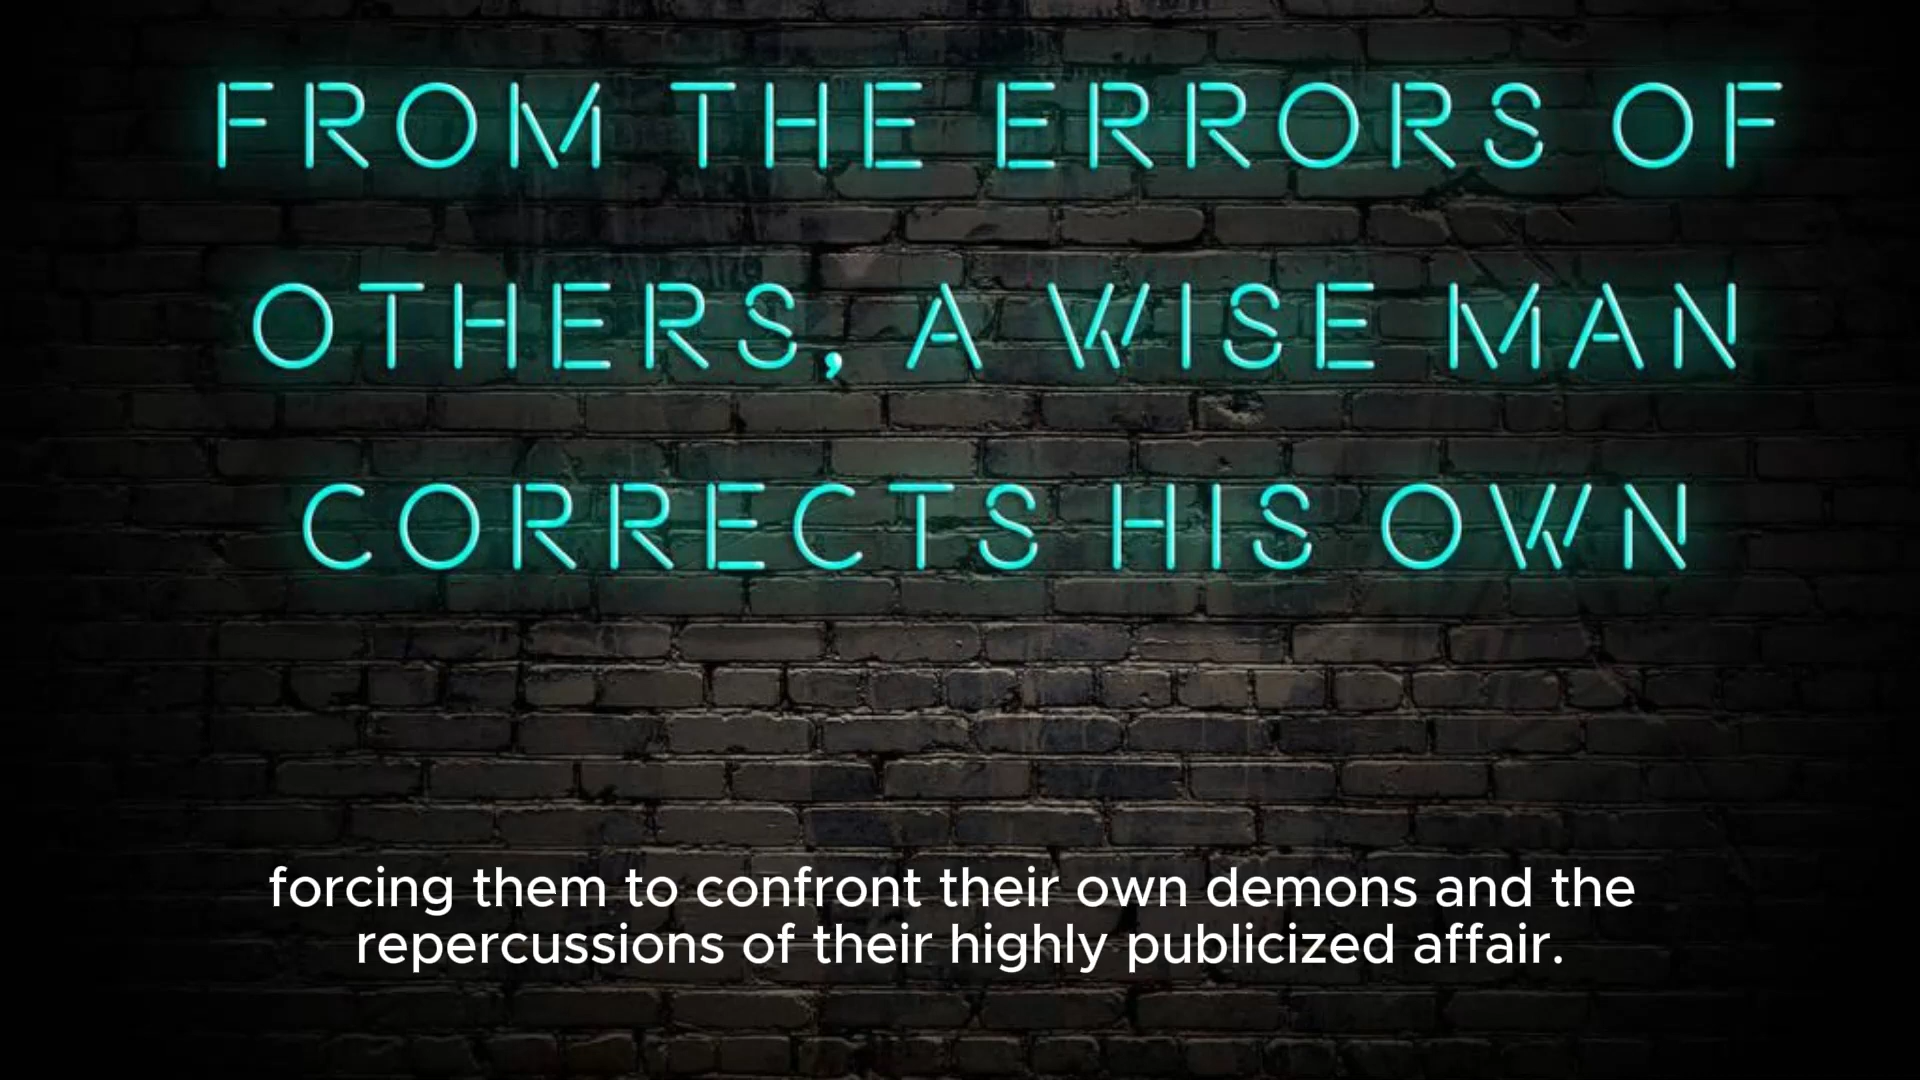 FROM THE ERRORS OF
OTHERS, A WISE MAN
CORRECTS HIS OWN
forcing them to confront their own demons and the
repercussions of their highly publicized affair.